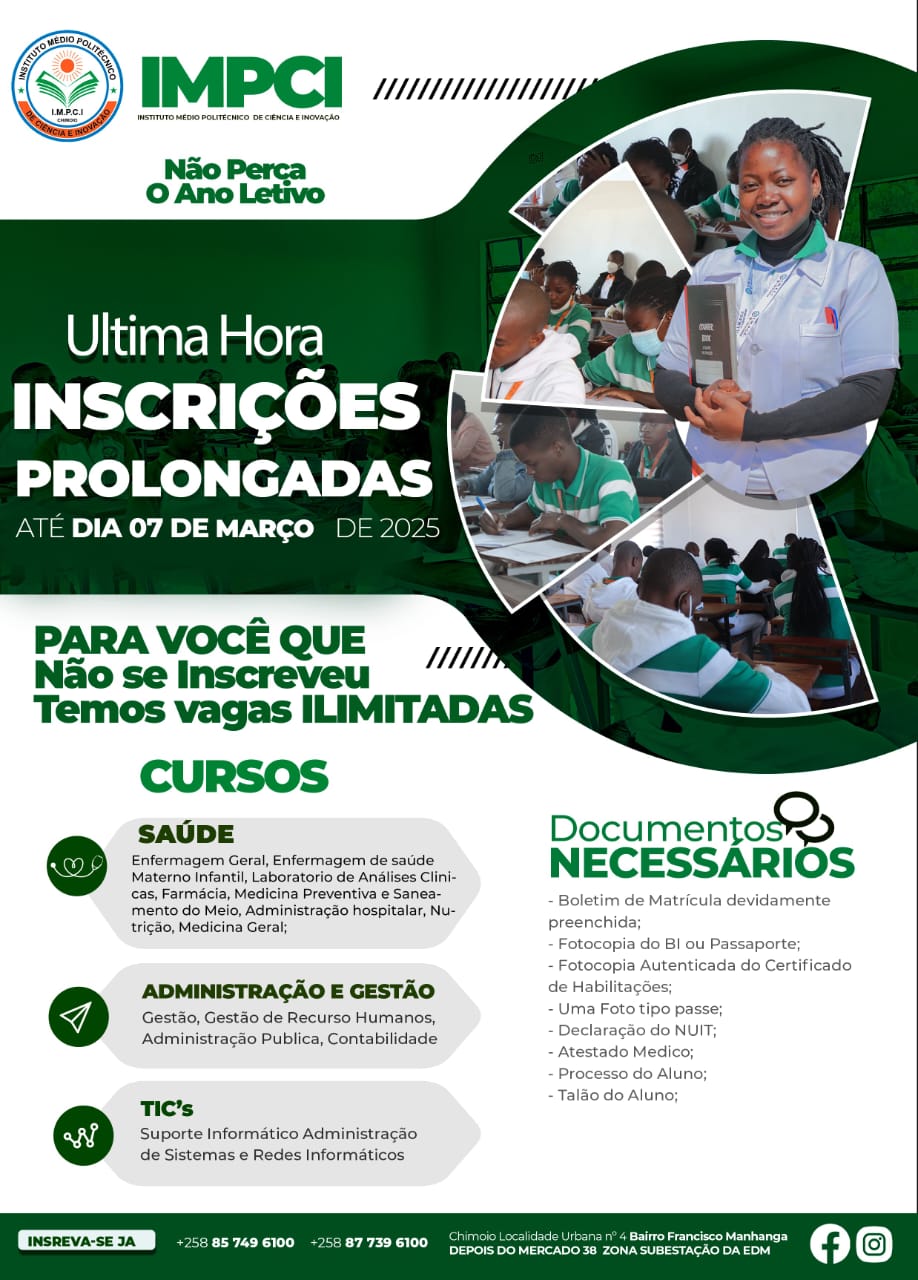 INSTITUTO MÉDIO POLITÉCNICO
I.M.P.C.I
CHIMOIO
DE CIÊNCIA E INOVAÇÃO
IMPCI
INSTITUTO MÉDIO POLITÉCNICO DE CIÊNCIA E INOVAÇÃO
Não Perca
O Ano Letivo
Ultima Hora
INSCRIÇÕES
PROLONGADAS
ATÉ DIA 07 DE MARÇO DE 2025
PARA VOCÊ QUE
Não se Inscreveu
Temos vagas ILIMITADAS
CURSOS
SAÚDE
Enfermagem Geral, Enfermagem de saúde
Materno Infantil, Laboratorio de Análises Clini-
cas, Farmácia, Medicina Preventiva e Sanea-
mento do Meio, Administração hospitalar, Nu-
trição, Medicina Geral;
ADMINISTRAÇÃO E GESTÃO
Gestão, Gestão de Recurso Humanos,
Administração Publica, Contabilidade
TIC's
Suporte Informático Administração
de Sistemas e Redes Informáticos
Documentos
NECESSÁRIOS
- Boletim de Matrícula devidamente
preenchida;
- Fotocopia do BI ou Passaporte;
- Fotocopia Autenticada do Certificado
de Habilitações;
- Uma Foto tipo passe;
- Declaração do NUIT;
- Atestado Medico;
- Processo do Aluno;
- Talão do Aluno;
INSREVA-SE JA
+258 85 749 6100 +258 87 739 6100
Chimoio Localidade Urbana nº 4 Bairro Francisco Manhanga
DEPOIS DO MERCADO 38 ZONA SUBESTAÇÃO DA EDM